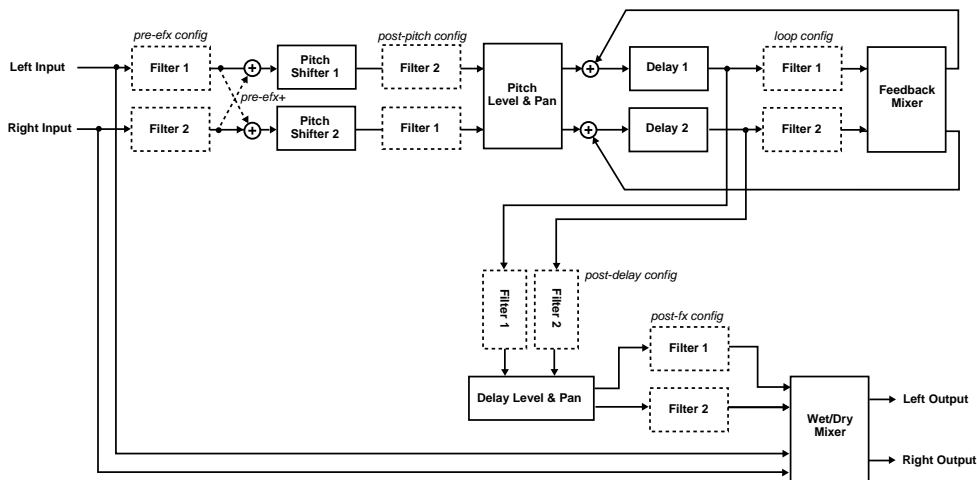 pre-efx config
post-pitch config
loop config
Left Input
Filter 1
Pitch
Shifter 1
Filter 2
Pitch
Level & Pan
Delay 1
Filter 1
Feedback
Mixer
pre-efx+
Right Input
Filter 2
Pitch
Shifter 2
Filter 1
Delay 2
Filter 2
Filter 1
Filter 2
post-delay config
post-fx config
Filter 1
Delay Level & Pan
Filter 2
Wet/Dry
Mixer
Left Output
Right Output